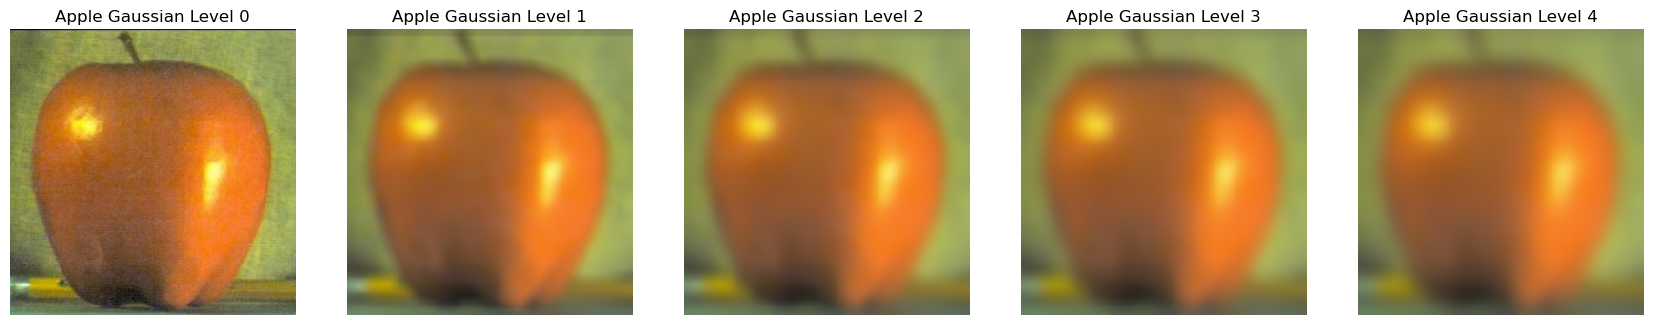 Apple Gaussian Level 0
Apple Gaussian Level 1
Apple Gaussian Level 2
Apple Gaussian Level 3
Apple Gaussian Level 4